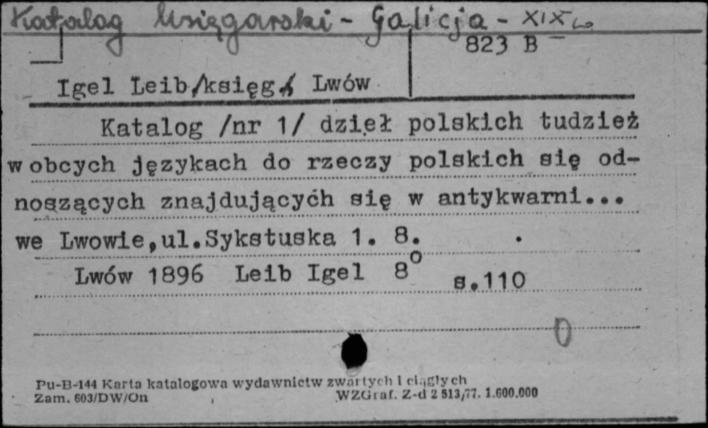 Katalog księgarski - Galicja - XIX w
823 B
Igel Leib/księg/ Lwów
Katalog /nr 1/ dzieł polskich tudzież
w obcych językach do rzeczy polskich się od-
noszących znajdujących się w antykwarni...
we Lwowie,ul.Sykstuska 1. 8.
Lwów 1896 Leib Igel 8° s.110
Pu-B-144 Karta katalogowa wydawnictw zwartych i ciągłych
Zam. 603/DW/On WZGraf. Z-d 2 513/77. 1.600.000